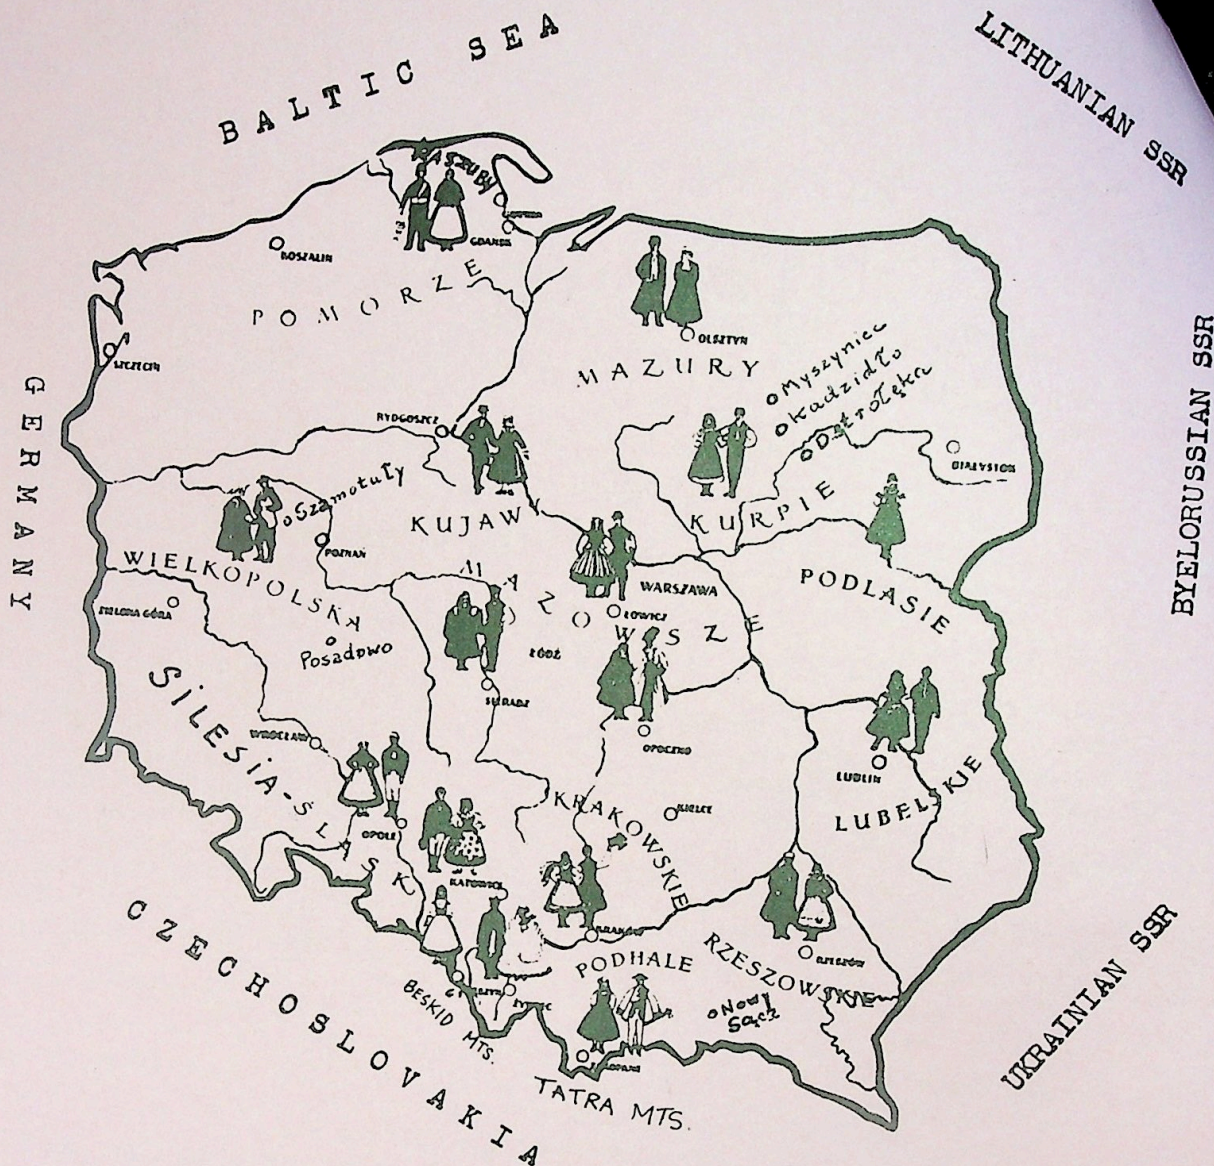 BALTIC SEA
LITHUANIAN SSR
KASZUBY
GDAŃSK
KOSZALIN
POMORZE
OLSZTYN
SZCZECIN
MAZURY
Myszyniec
Kadzidło
Ostrołęka
GERMANY
BYELORUSSIAN SSR
BYDGOSZCZ
BIAŁYSTOK
Szamotuły
KUJAWY
KURPIE
POZNAŃ
WIELKOPOLSKA
MAZOWSZE
WARSZAWA
PODLASIE
ZIELONA GÓRA
ŁOWICZ
Posadowo
ŁÓDŹ
SIERADZ
SILESIA-ŚLĄSK
WROCŁAW
OPOCZNO
LUBLIN
LUBELSKIE
KRAKOWSKIE
KIELCE
OPOLE
KATOWICE
KRAKÓW
RZESZÓW
RZESZOWSKIE
PODHALE
CZECHOSLOVAKIA
BESKID MTS.
Nowy
Sącz
UKRAINIAN SSR
TATRA MTS.